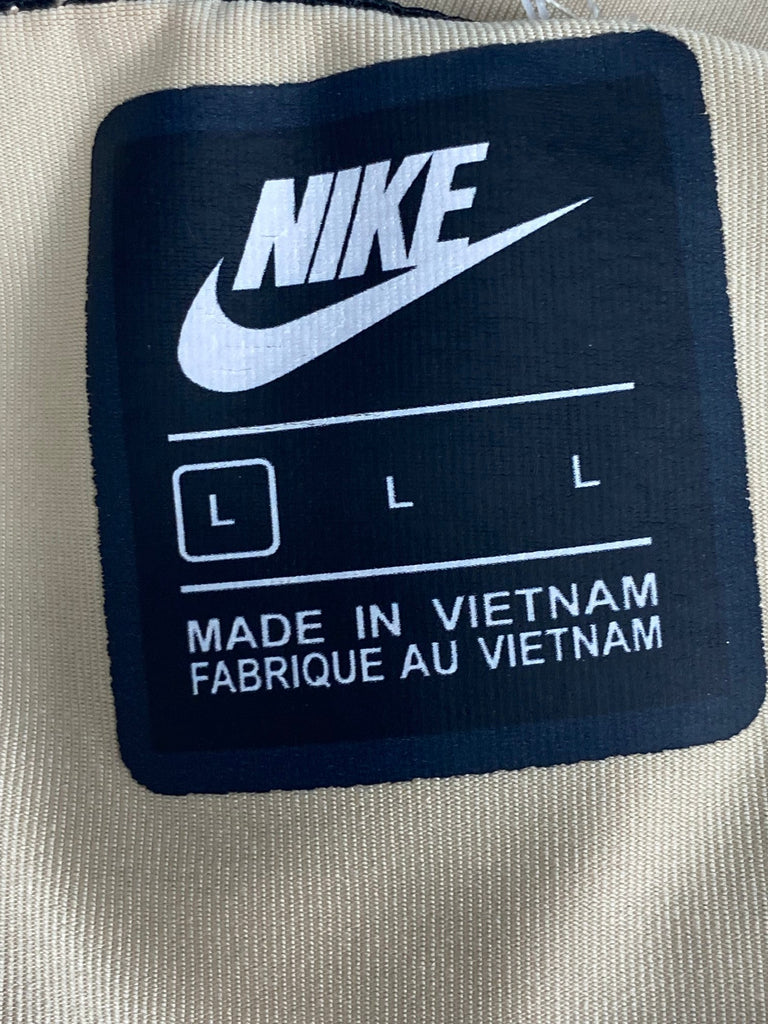 NIKE
L L L
MADE IN VIETNAM
FABRIQUE AU VIETNAM